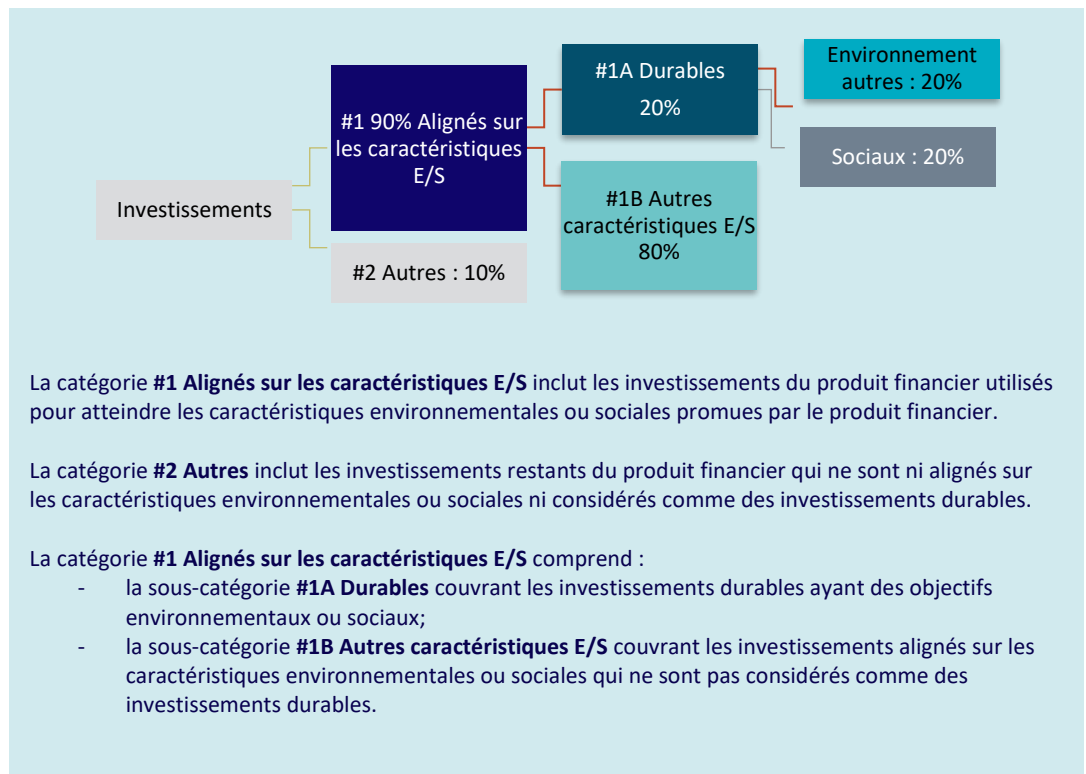 Investissements
#1 90% Alignés sur
les caractéristiques
E/S
#2 Autres : 10%
#1A Durables
20%
#1B Autres
caractéristiques E/S
80%
Environnement
autres : 20%
Sociaux : 20%
La catégorie #1 Alignés sur les caractéristiques E/S inclut les investissements du produit financier utilisés
pour atteindre les caractéristiques environnementales ou sociales promues par le produit financier.
La catégorie #2 Autres inclut les investissements restants du produit financier qui ne sont ni alignés sur
les caractéristiques environnementales ou sociales ni considérés comme des investissements durables.
La catégorie #1 Alignés sur les caractéristiques E/S comprend :
- la sous-catégorie #1A Durables couvrant les investissements durables ayant des objectifs
environnementaux ou sociaux;
- la sous-catégorie #1B Autres caractéristiques E/S couvrant les investissements alignés sur les
caractéristiques environnementales ou sociales qui ne sont pas considérés comme des
investissements durables.